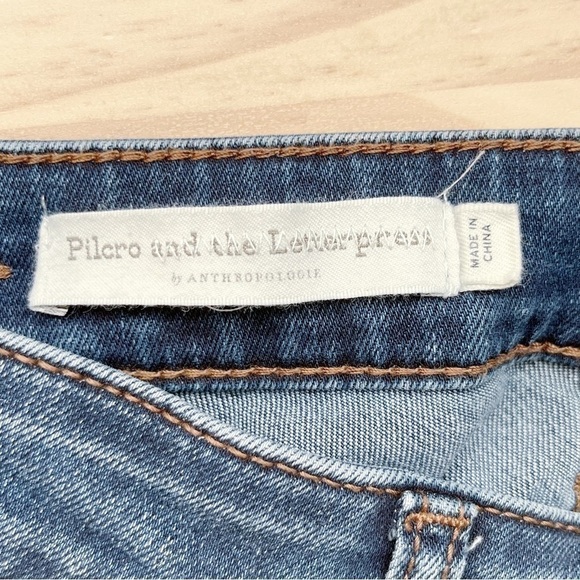 Pilcro and the Letterpress
by ANTHROPOLOGIE
MADE IN
CHINA